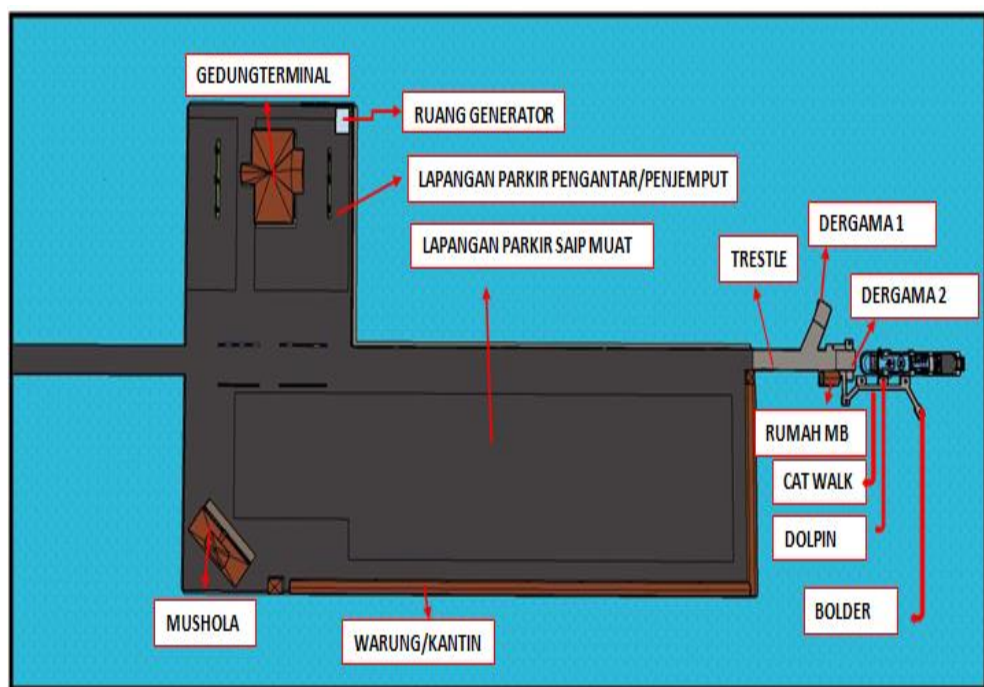 GEDUNGTERMINAL
RUANG GENERATOR
LAPANGAN PARKIR PENGANTAR/PENJEMPUT
DERGAMA 1
LAPANGAN PARKIR SAIP MUAT
TRESTLE
DERGAMA 2
RUMAH MB
CAT WALK
DOLPIN
BOLDER
MUSHOLA
WARUNG/KANTIN